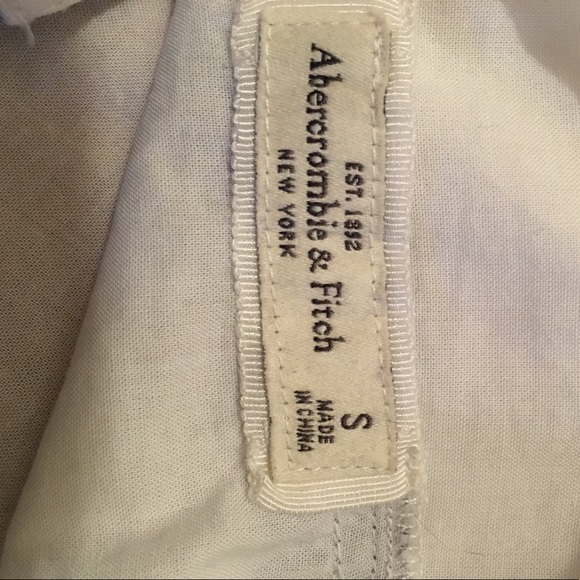 EST. 1892
Abercrombie & Fitch
NEW YORK
S
MADE
IN CHINA